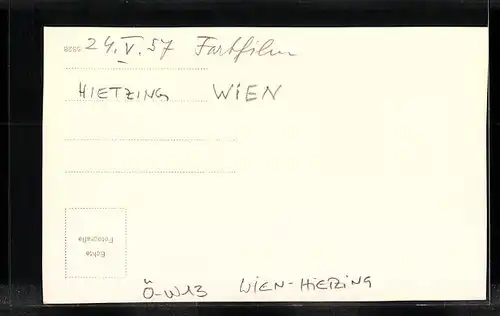 5528
24.V.57 Farbfilm
HIETZING WIEN
Echte
Fotografie
Ö-W13 WIEN-HIETZING